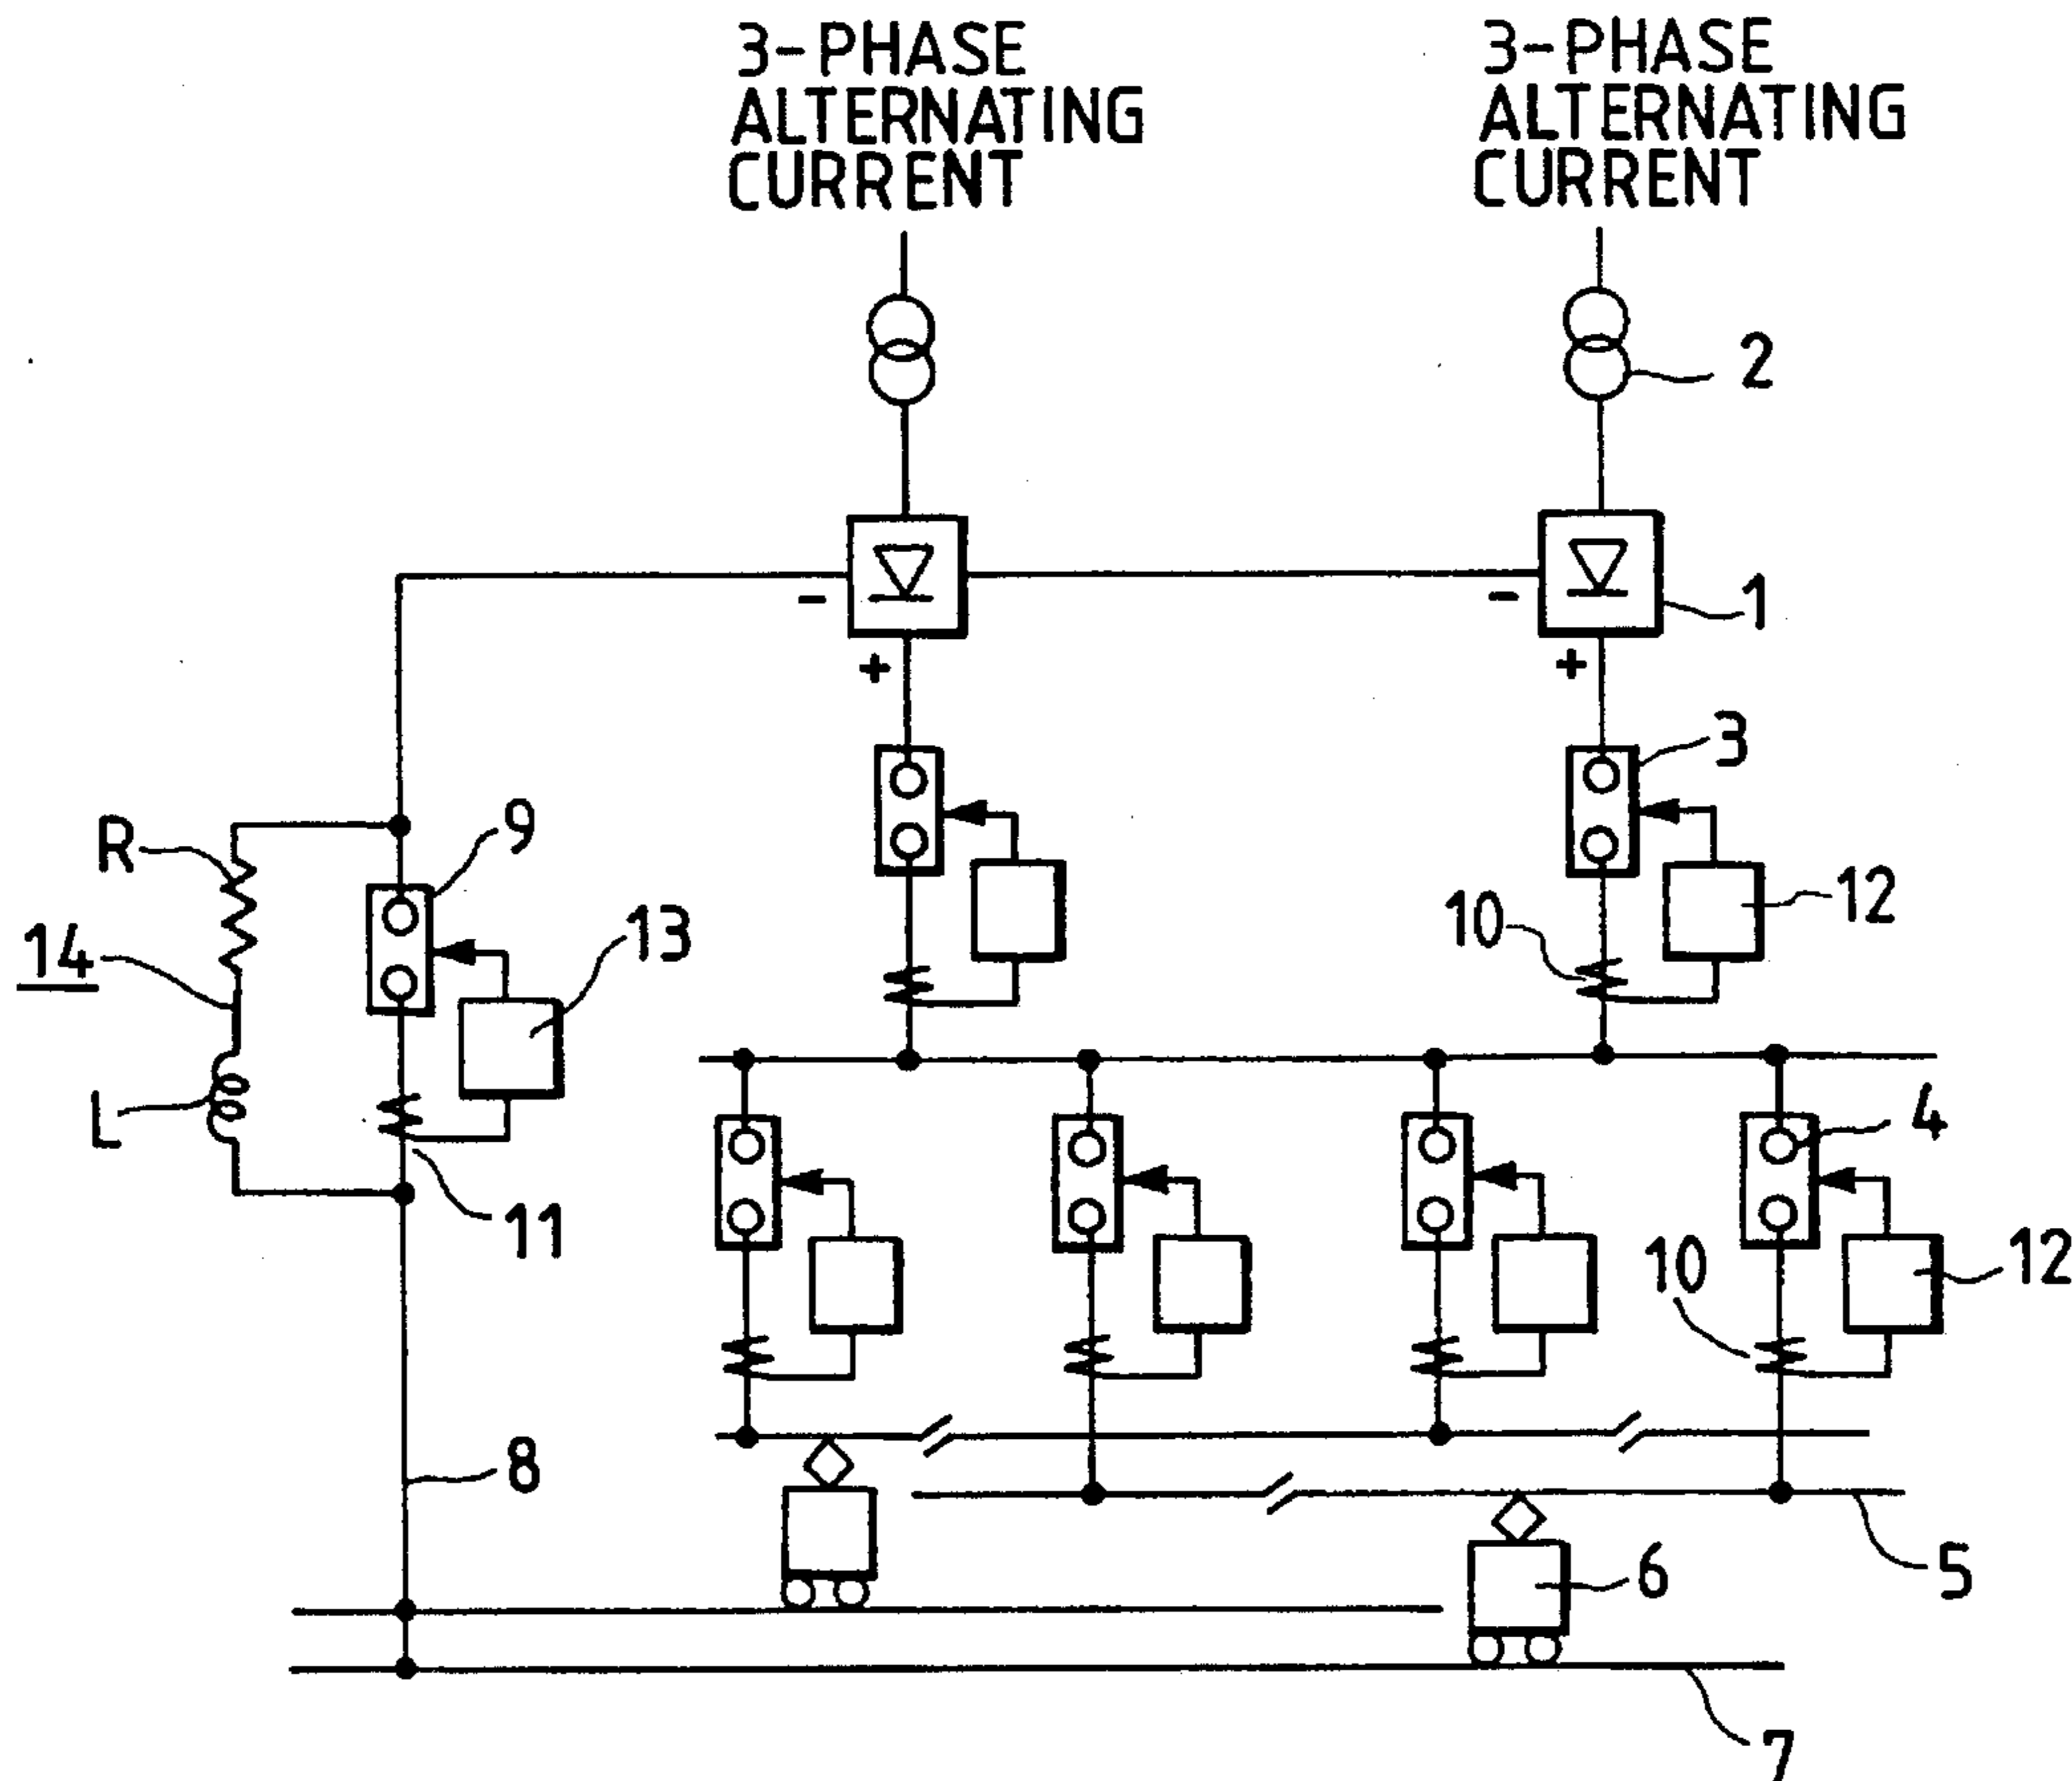 3-PHASE
ALTERNATING
CURRENT
3-PHASE
ALTERNATING
CURRENT
2
-
-
1
+
+
3
R
9
10
12
14
13
L
4
11
10
12
8
6
5
7